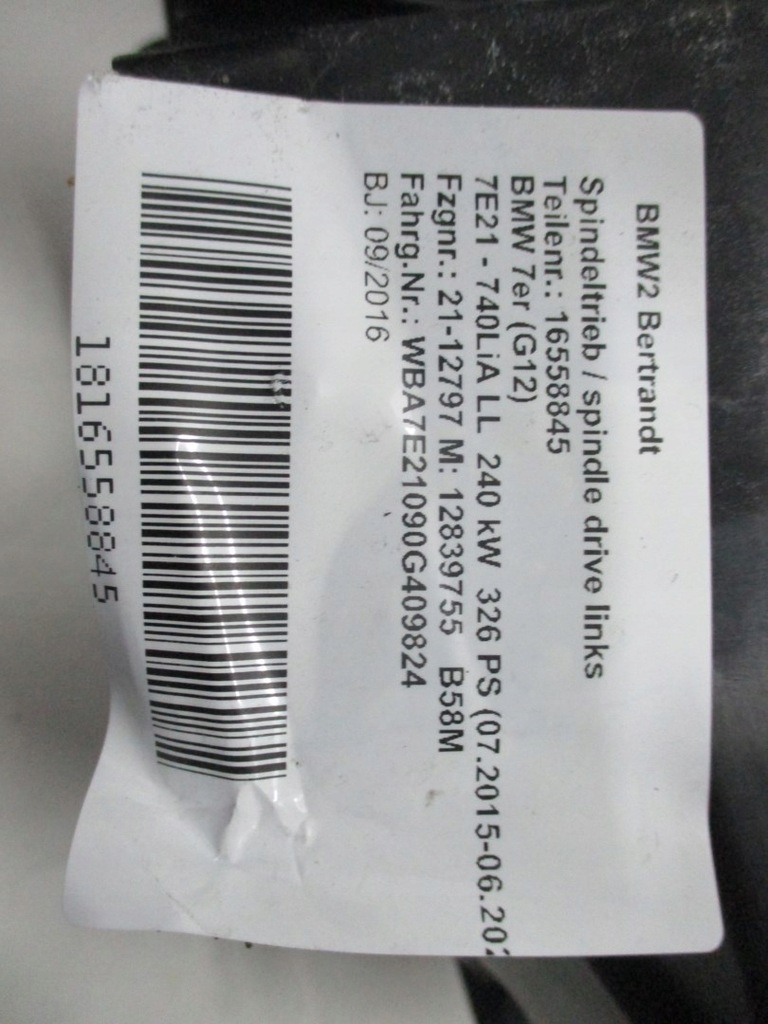 BMW2 Bertrandt
Spindeltrieb / spindle drive links
Teilenr.: 16558845
BMW 7er (G12)
7E21 - 740LiA LL 240 kW 326 PS (07.2015-06.202
Fzgnr.: 21-12797 M: 12839755 B58M
Fahrg.Nr.: WBA7E21090G409824
BJ: 09/2016
1816558845